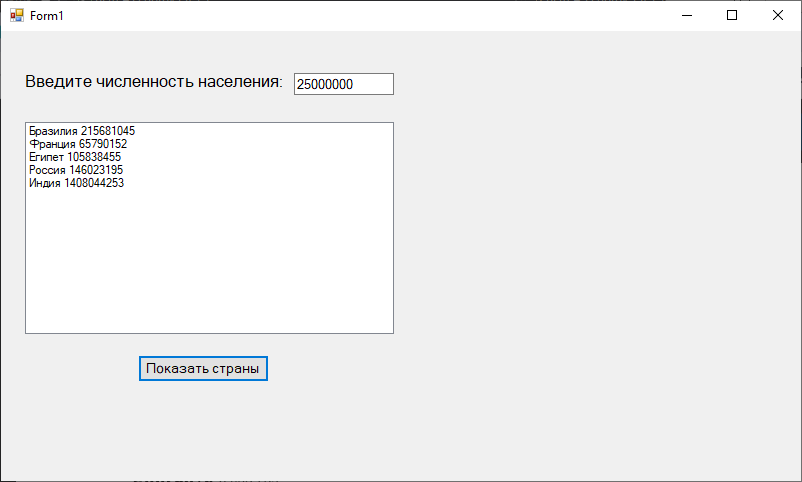 Form1
Введите численность населения: 25000000
Бразилия 215681045
Франция 65790152
Египет 105838455
Россия 146023195
Индия 1408044253
Показать страны